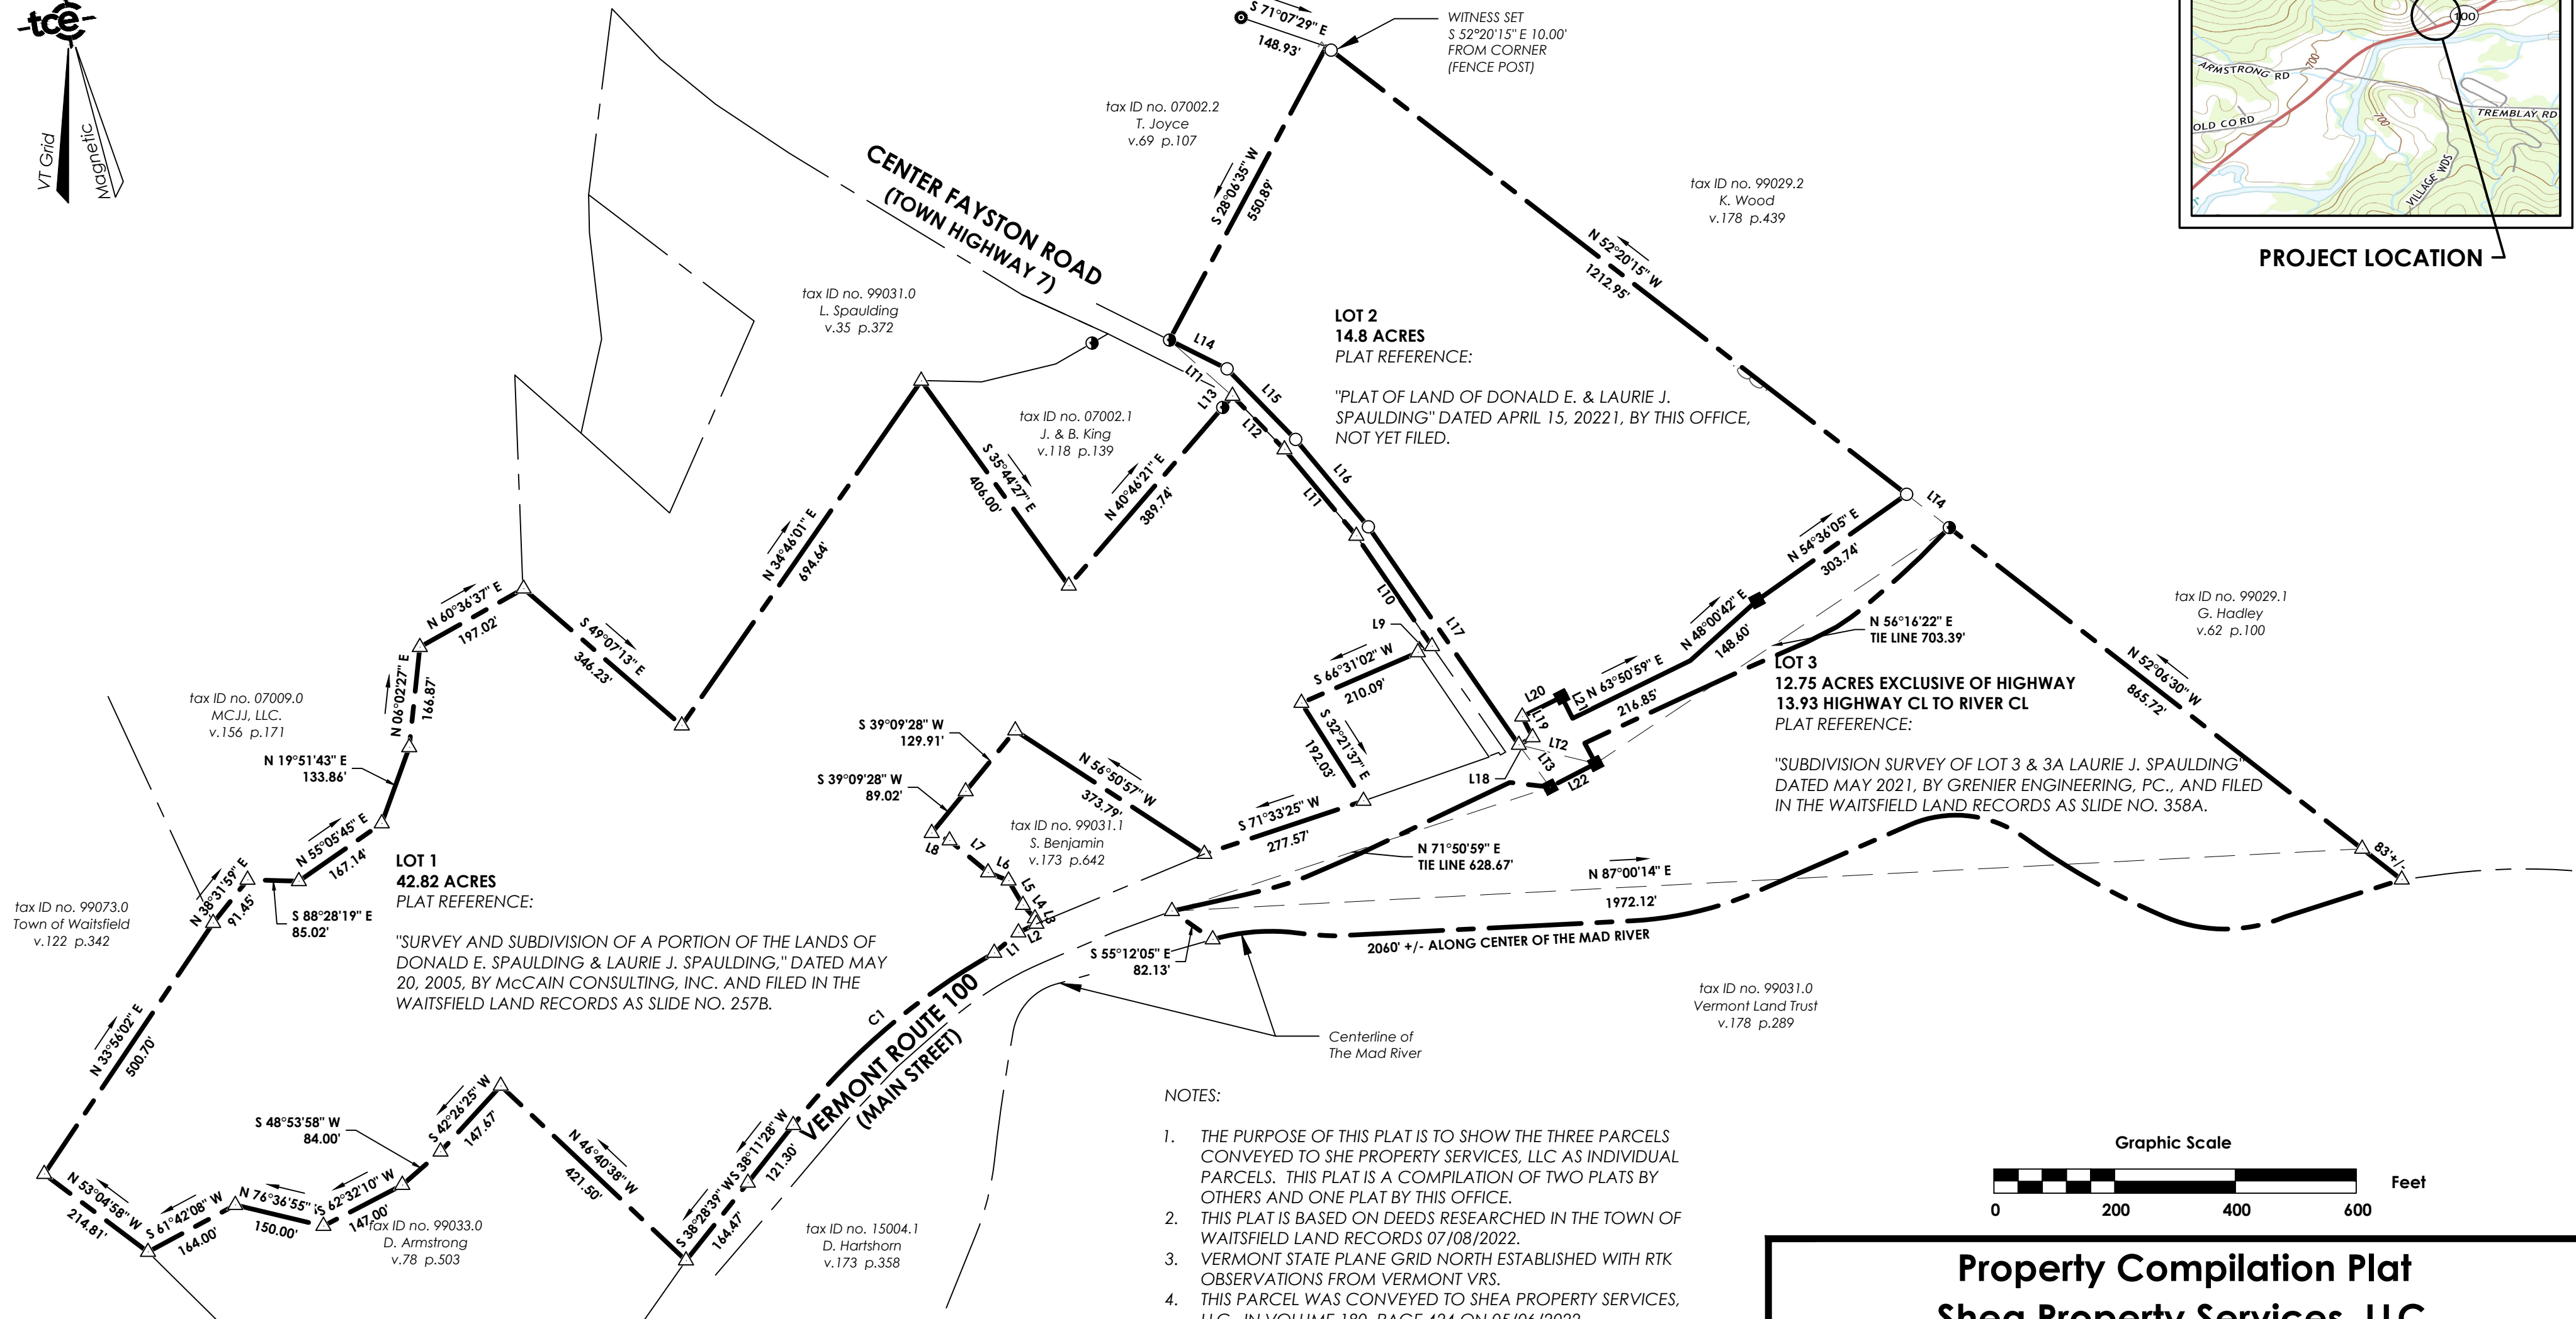 tce
VT Grid
Magnetic
S 71°07'29" E
148.93'
WITNESS SET
S 52°20'15" E 10.00'
FROM CORNER
(FENCE POST)
100
ARMSTRONG RD
700
OLD CO RD
700
TREMBLAY RD
VILLAGE WDS
PROJECT LOCATION
tax ID no. 07002.2
T. Joyce
v.69 p.107
S 28°06'35" W
550.89'
tax ID no. 99029.2
K. Wood
v.178 p.439
N 52°20'15" W
1212.95'
CENTER FAYSTON ROAD
(TOWN HIGHWAY 7)
tax ID no. 99031.0
L. Spaulding
v.35 p.372
LOT 2
14.8 ACRES
PLAT REFERENCE:
"PLAT OF LAND OF DONALD E. & LAURIE J.
SPAULDING" DATED APRIL 15, 20221, BY THIS OFFICE,
NOT YET FILED.
L14
LT1
L13
L15
L12
L16
L11
L10
L17
L9
tax ID no. 07002.1
J. & B. King
v.118 p.139
S 35°44'27" E
406.00'
N 40°46'21" E
389.74'
N 34°46'01" E
694.64'
N 60°36'37" E
197.02'
S 49°07'13" E
346.23'
N 06°02'27" E
166.87'
tax ID no. 07009.0
MCJJ, LLC.
v.156 p.171
N 19°51'43" E
133.86'
N 55°05'45" E
167.14'
N 38°31'59" E
91.45'
S 88°28'19" E
85.02'
tax ID no. 99073.0
Town of Waitsfield
v.122 p.342
LOT 1
42.82 ACRES
PLAT REFERENCE:
"SURVEY AND SUBDIVISION OF A PORTION OF THE LANDS OF
DONALD E. SPAULDING & LAURIE J. SPAULDING," DATED MAY
20, 2005, BY McCAIN CONSULTING, INC. AND FILED IN THE
WAITSFIELD LAND RECORDS AS SLIDE NO. 257B.
S 39°09'28" W
129.91'
S 39°09'28" W
89.02'
N 56°50'57" W
373.79'
tax ID no. 99031.1
S. Benjamin
v.173 p.642
L8
L7
L6
L5
L4
L3
L2
L1
C1
S 66°31'02" W
210.09'
S 32°21'37" E
192.03'
S 71°33'25" W
277.57'
L18
L19
L20
L21
LT2
LT3
L22
LT4
N 63°50'59" E
216.85'
N 48°00'42" E
148.60'
N 54°36'05" E
303.74'
N 56°16'22" E
TIE LINE 703.39'
LOT 3
12.75 ACRES EXCLUSIVE OF HIGHWAY
13.93 HIGHWAY CL TO RIVER CL
PLAT REFERENCE:
"SUBDIVISION SURVEY OF LOT 3 & 3A LAURIE J. SPAULDING"
DATED MAY 2021, BY GRENIER ENGINEERING, PC., AND FILED
IN THE WAITSFIELD LAND RECORDS AS SLIDE NO. 358A.
tax ID no. 99029.1
G. Hadley
v.62 p.100
N 52°06'30" W
865.72'
83'+/-
N 71°50'59" E
TIE LINE 628.67'
N 87°00'14" E
1972.12'
2060' +/- ALONG CENTER OF THE MAD RIVER
S 55°12'05" E
82.13'
tax ID no. 99031.0
Vermont Land Trust
v.178 p.289
Centerline of
The Mad River
VERMONT ROUTE 100
(MAIN STREET)
N 33°56'02" E
500.70'
N 53°04'58" W
214.81'
S 61°42'08" W
164.00'
N 76°36'55"
150.00'
S 62°32'10" W
147.00'
S 48°53'58" W
84.00'
S 42°26'25" W
147.67'
N 46°40'38" W
421.50'
S 38°11'28" W
121.30'
S 38°28'39" W
164.47'
tax ID no. 99033.0
D. Armstrong
v.78 p.503
tax ID no. 15004.1
D. Hartshorn
v.173 p.358
NOTES:
1. THE PURPOSE OF THIS PLAT IS TO SHOW THE THREE PARCELS
CONVEYED TO SHE PROPERTY SERVICES, LLC AS INDIVIDUAL
PARCELS. THIS PLAT IS A COMPILATION OF TWO PLATS BY
OTHERS AND ONE PLAT BY THIS OFFICE.
2. THIS PLAT IS BASED ON DEEDS RESEARCHED IN THE TOWN OF
WAITSFIELD LAND RECORDS 07/08/2022.
3. VERMONT STATE PLANE GRID NORTH ESTABLISHED WITH RTK
OBSERVATIONS FROM VERMONT VRS.
4. THIS PARCEL WAS CONVEYED TO SHEA PROPERTY SERVICES,
LLC., IN VOLUME 180, PAGE 424 ON 05/06/2022
Graphic Scale
Feet
0 200 400 600
Property Compilation Plat
Shea Property Services, LLC